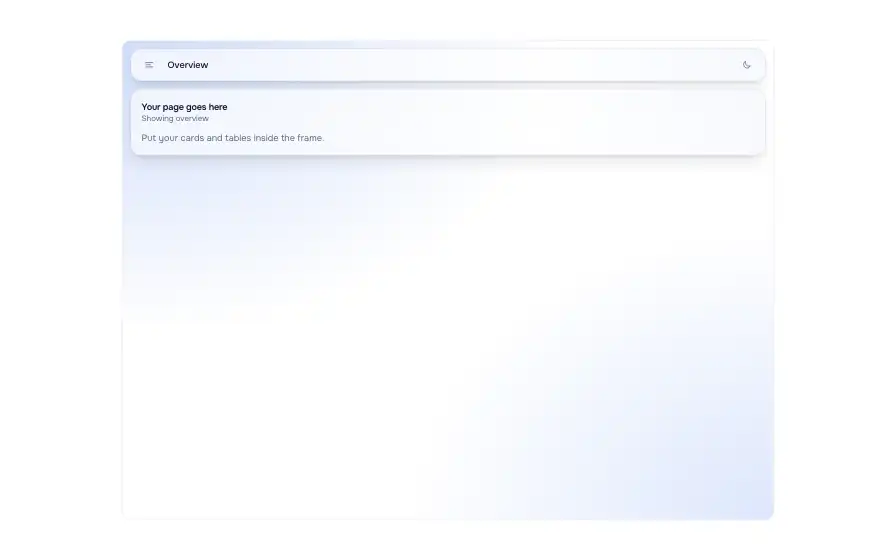 Overview
Your page goes here
Showing overview
Put your cards and tables inside the frame.